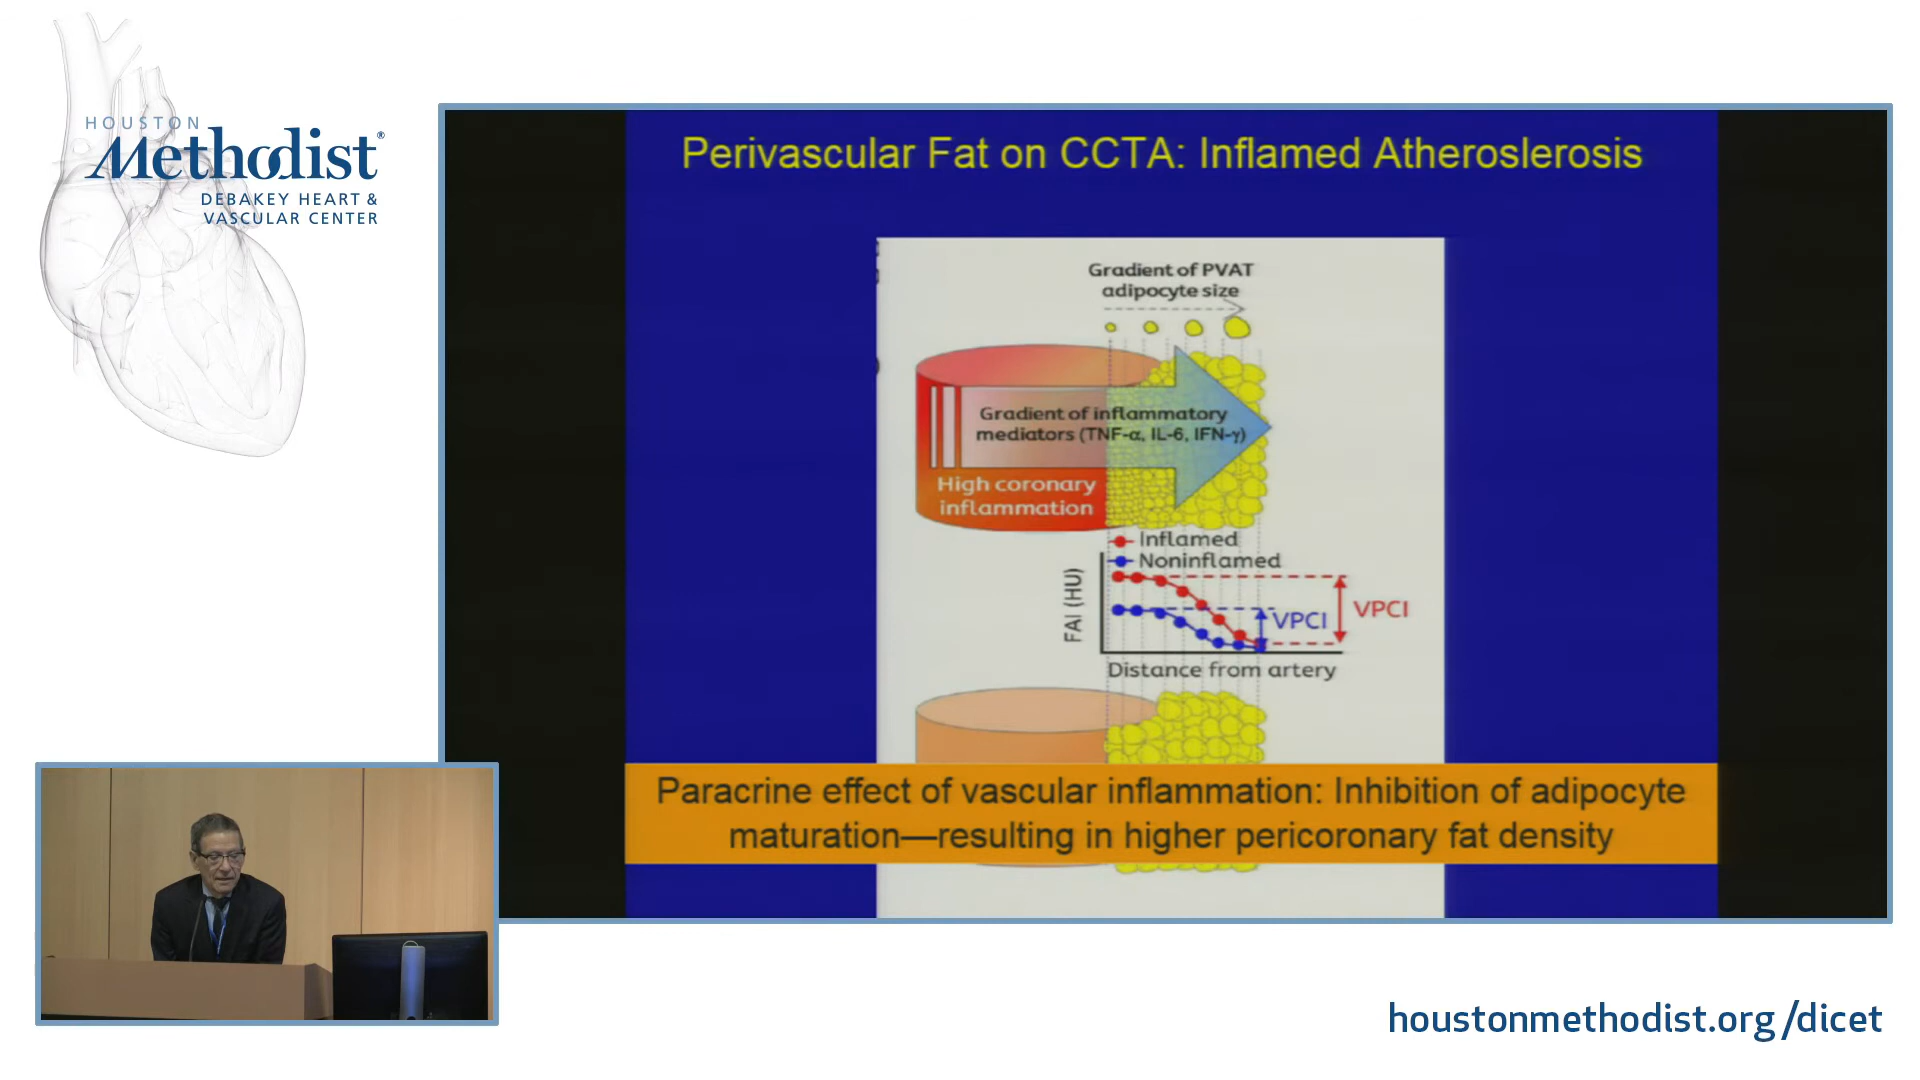 HOUSTON
Methodist®
DEBAKEY HEART &
VASCULAR CENTER
Perivascular Fat on CCTA: Inflamed Atheroslerosis
Gradient of PVAT
adipocyte size
Gradient of inflammatory
mediators (TNF-α, IL-6, IFN-γ)
High coronary
inflammation
Inflamed
Noninflamed
FAI (HU)
VPCI
VPCI
Distance from artery
Paracrine effect of vascular inflammation: Inhibition of adipocyte
maturation—resulting in higher pericoronary fat density
houstonmethodist.org/dicet